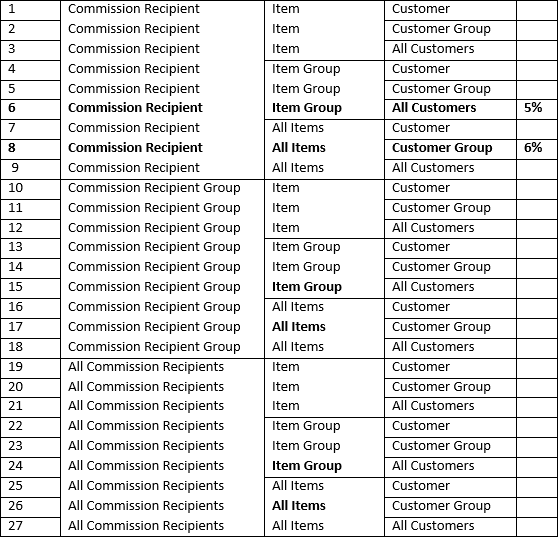 1 Commission Recipient Item Customer
2 Commission Recipient Item Customer Group
3 Commission Recipient Item All Customers
4 Commission Recipient Item Group Customer
5 Commission Recipient Item Group Customer Group
6 Commission Recipient Item Group All Customers 5%
7 Commission Recipient All Items Customer
8 Commission Recipient All Items Customer Group 6%
9 Commission Recipient All Items All Customers
10 Commission Recipient Group Item Customer
11 Commission Recipient Group Item Customer Group
12 Commission Recipient Group Item All Customers
13 Commission Recipient Group Item Group Customer
14 Commission Recipient Group Item Group Customer Group
15 Commission Recipient Group Item Group All Customers
16 Commission Recipient Group All Items Customer
17 Commission Recipient Group All Items Customer Group
18 Commission Recipient Group All Items All Customers
19 All Commission Recipients Item Customer
20 All Commission Recipients Item Customer Group
21 All Commission Recipients Item All Customers
22 All Commission Recipients Item Group Customer
23 All Commission Recipients Item Group Customer Group
24 All Commission Recipients Item Group All Customers
25 All Commission Recipients All Items Customer
26 All Commission Recipients All Items Customer Group
27 All Commission Recipients All Items All Customers